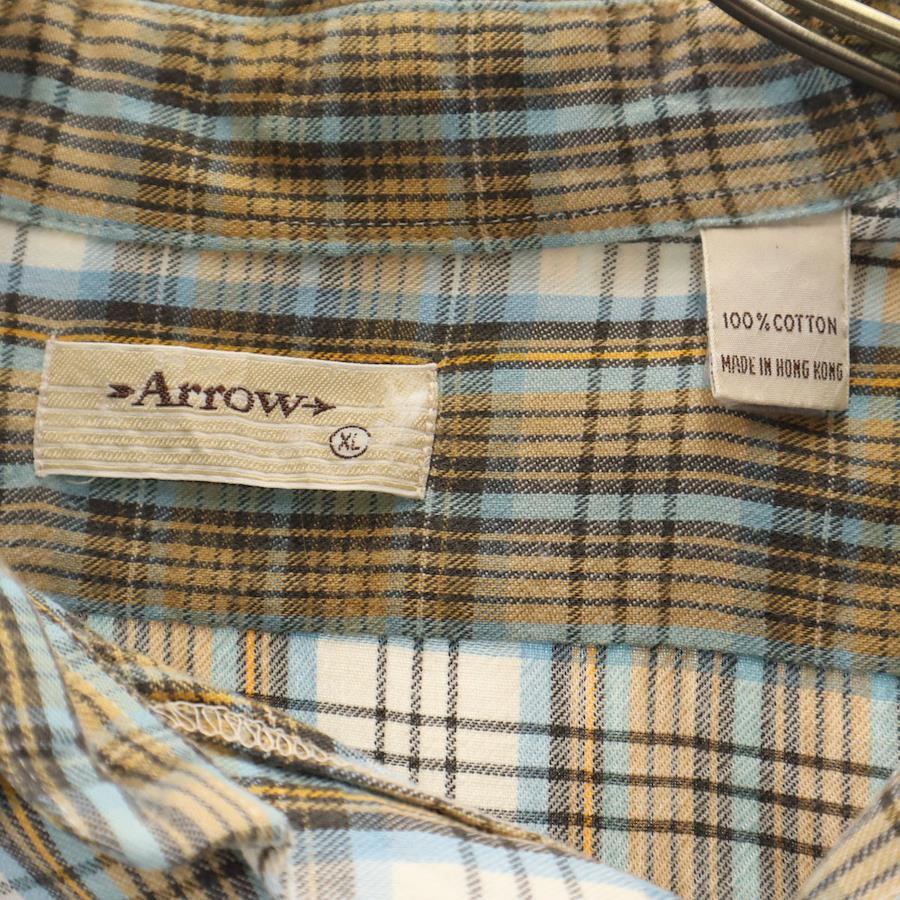 Arrow
XL
100% COTTON
MADE IN HONG KONG